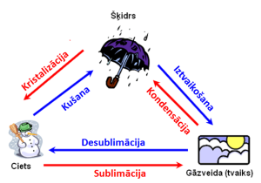 Šķidrs
Kristalizācija
Kušana
Iztvaikošana
Kondensācija
Desublimācija
Ciets
Gāzveida (tvaiks)
Sublimācija